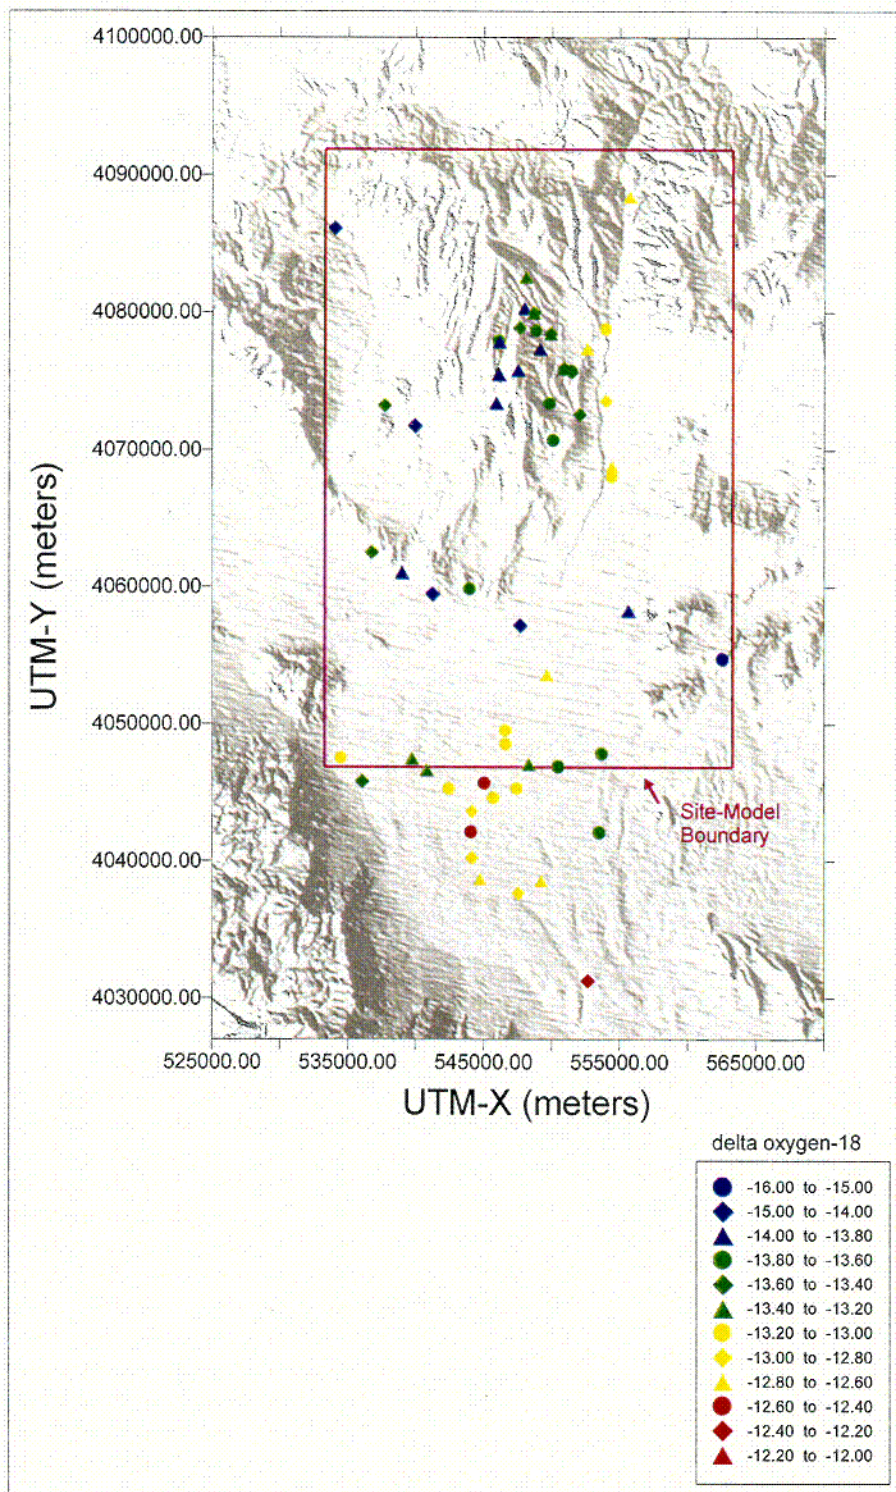 4100000.00
4090000.00
4080000.00
4070000.00
4060000.00
4050000.00
4040000.00
4030000.00
UTM-Y (meters)
Site-Model
Boundary
525000.00 535000.00 545000.00 555000.00 565000.00
UTM-X (meters)
delta oxygen-18
-16.00 to -15.00
-15.00 to -14.00
-14.00 to -13.80
-13.80 to -13.60
-13.60 to -13.40
-13.40 to -13.20
-13.20 to -13.00
-13.00 to -12.80
-12.80 to -12.60
-12.60 to -12.40
-12.40 to -12.20
-12.20 to -12.00